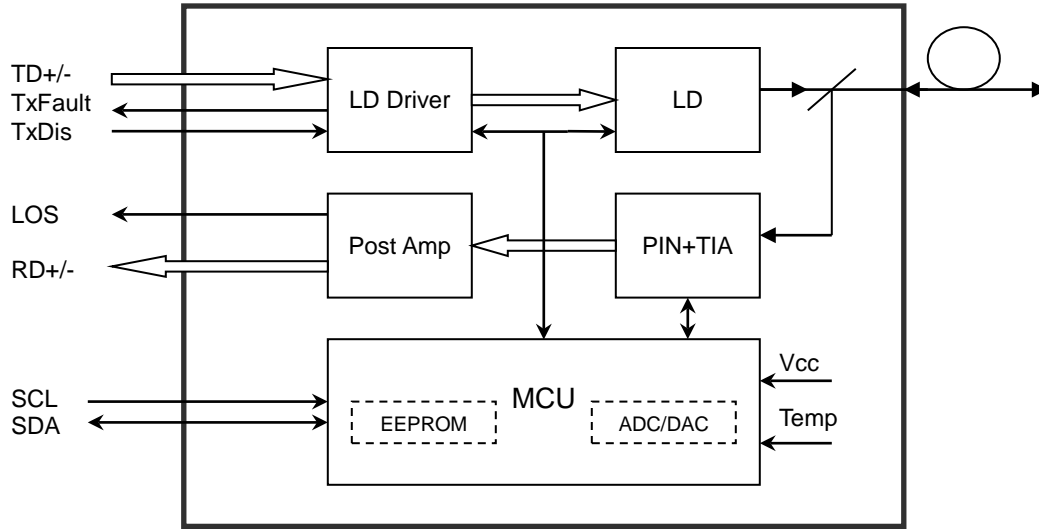 TD+/-
TxFault
TxDis
LD Driver
LD
LOS
RD+/-
Post Amp
PIN+TIA
SCL
SDA
MCU
EEPROM
ADC/DAC
Vcc
Temp